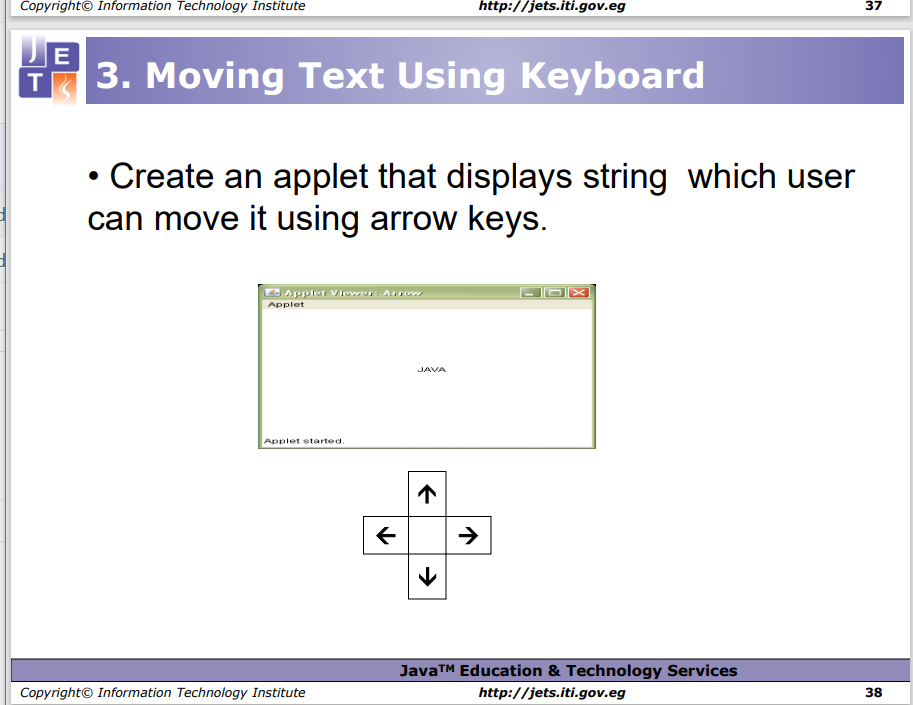 Copyright© Information Technology Institute http://jets.iti.gov.eg 37
J E
T
3. Moving Text Using Keyboard
• Create an applet that displays string which user
can move it using arrow keys.
Applet Viewer: Arrow
Applet
JAVA
Applet started.
↑
← →
↓
Java™ Education & Technology Services
Copyright© Information Technology Institute http://jets.iti.gov.eg 38